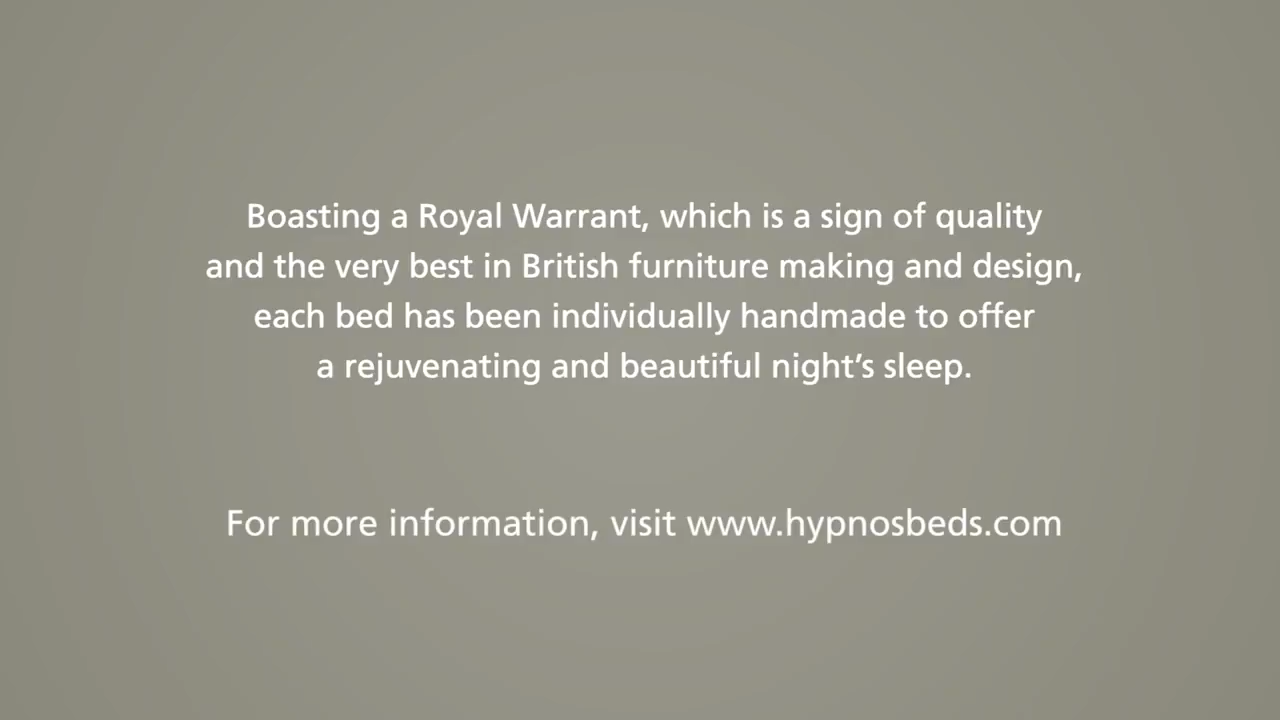 Boasting a Royal Warrant, which is a sign of quality
and the very best in British furniture making and design,
each bed has been individually handmade to offer
a rejuvenating and beautiful night’s sleep.
For more information, visit www.hypnosbeds.com